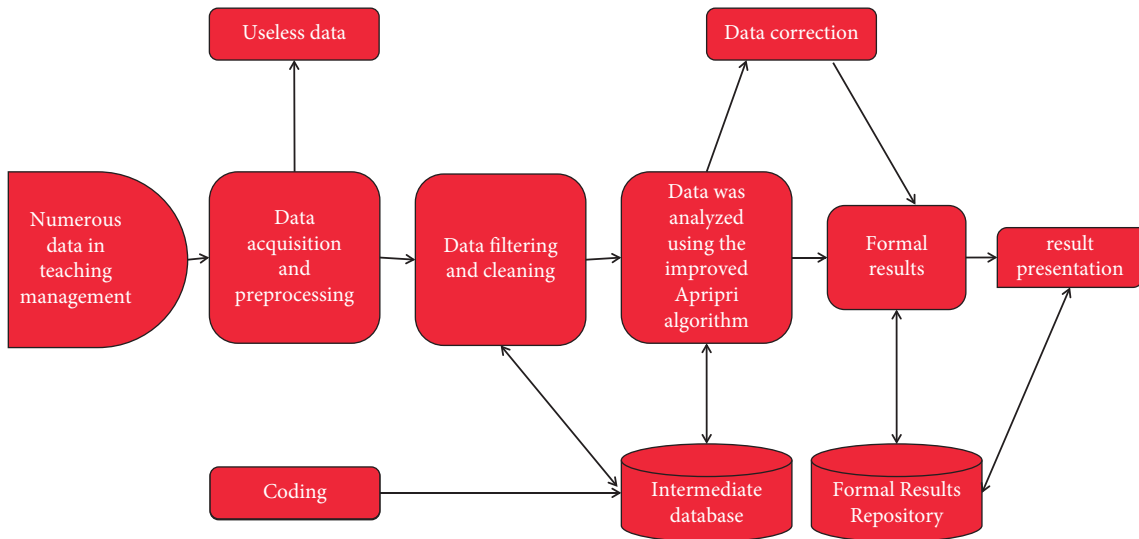 Useless data
Data correction
Numerous
data in
teaching
management
Data
acquisition
and
preprocessing
Data filtering
and cleaning
Data was
analyzed
using the
improved
Apripri
algorithm
Formal
results
result
presentation
Coding
Intermediate
database
Formal Results
Repository